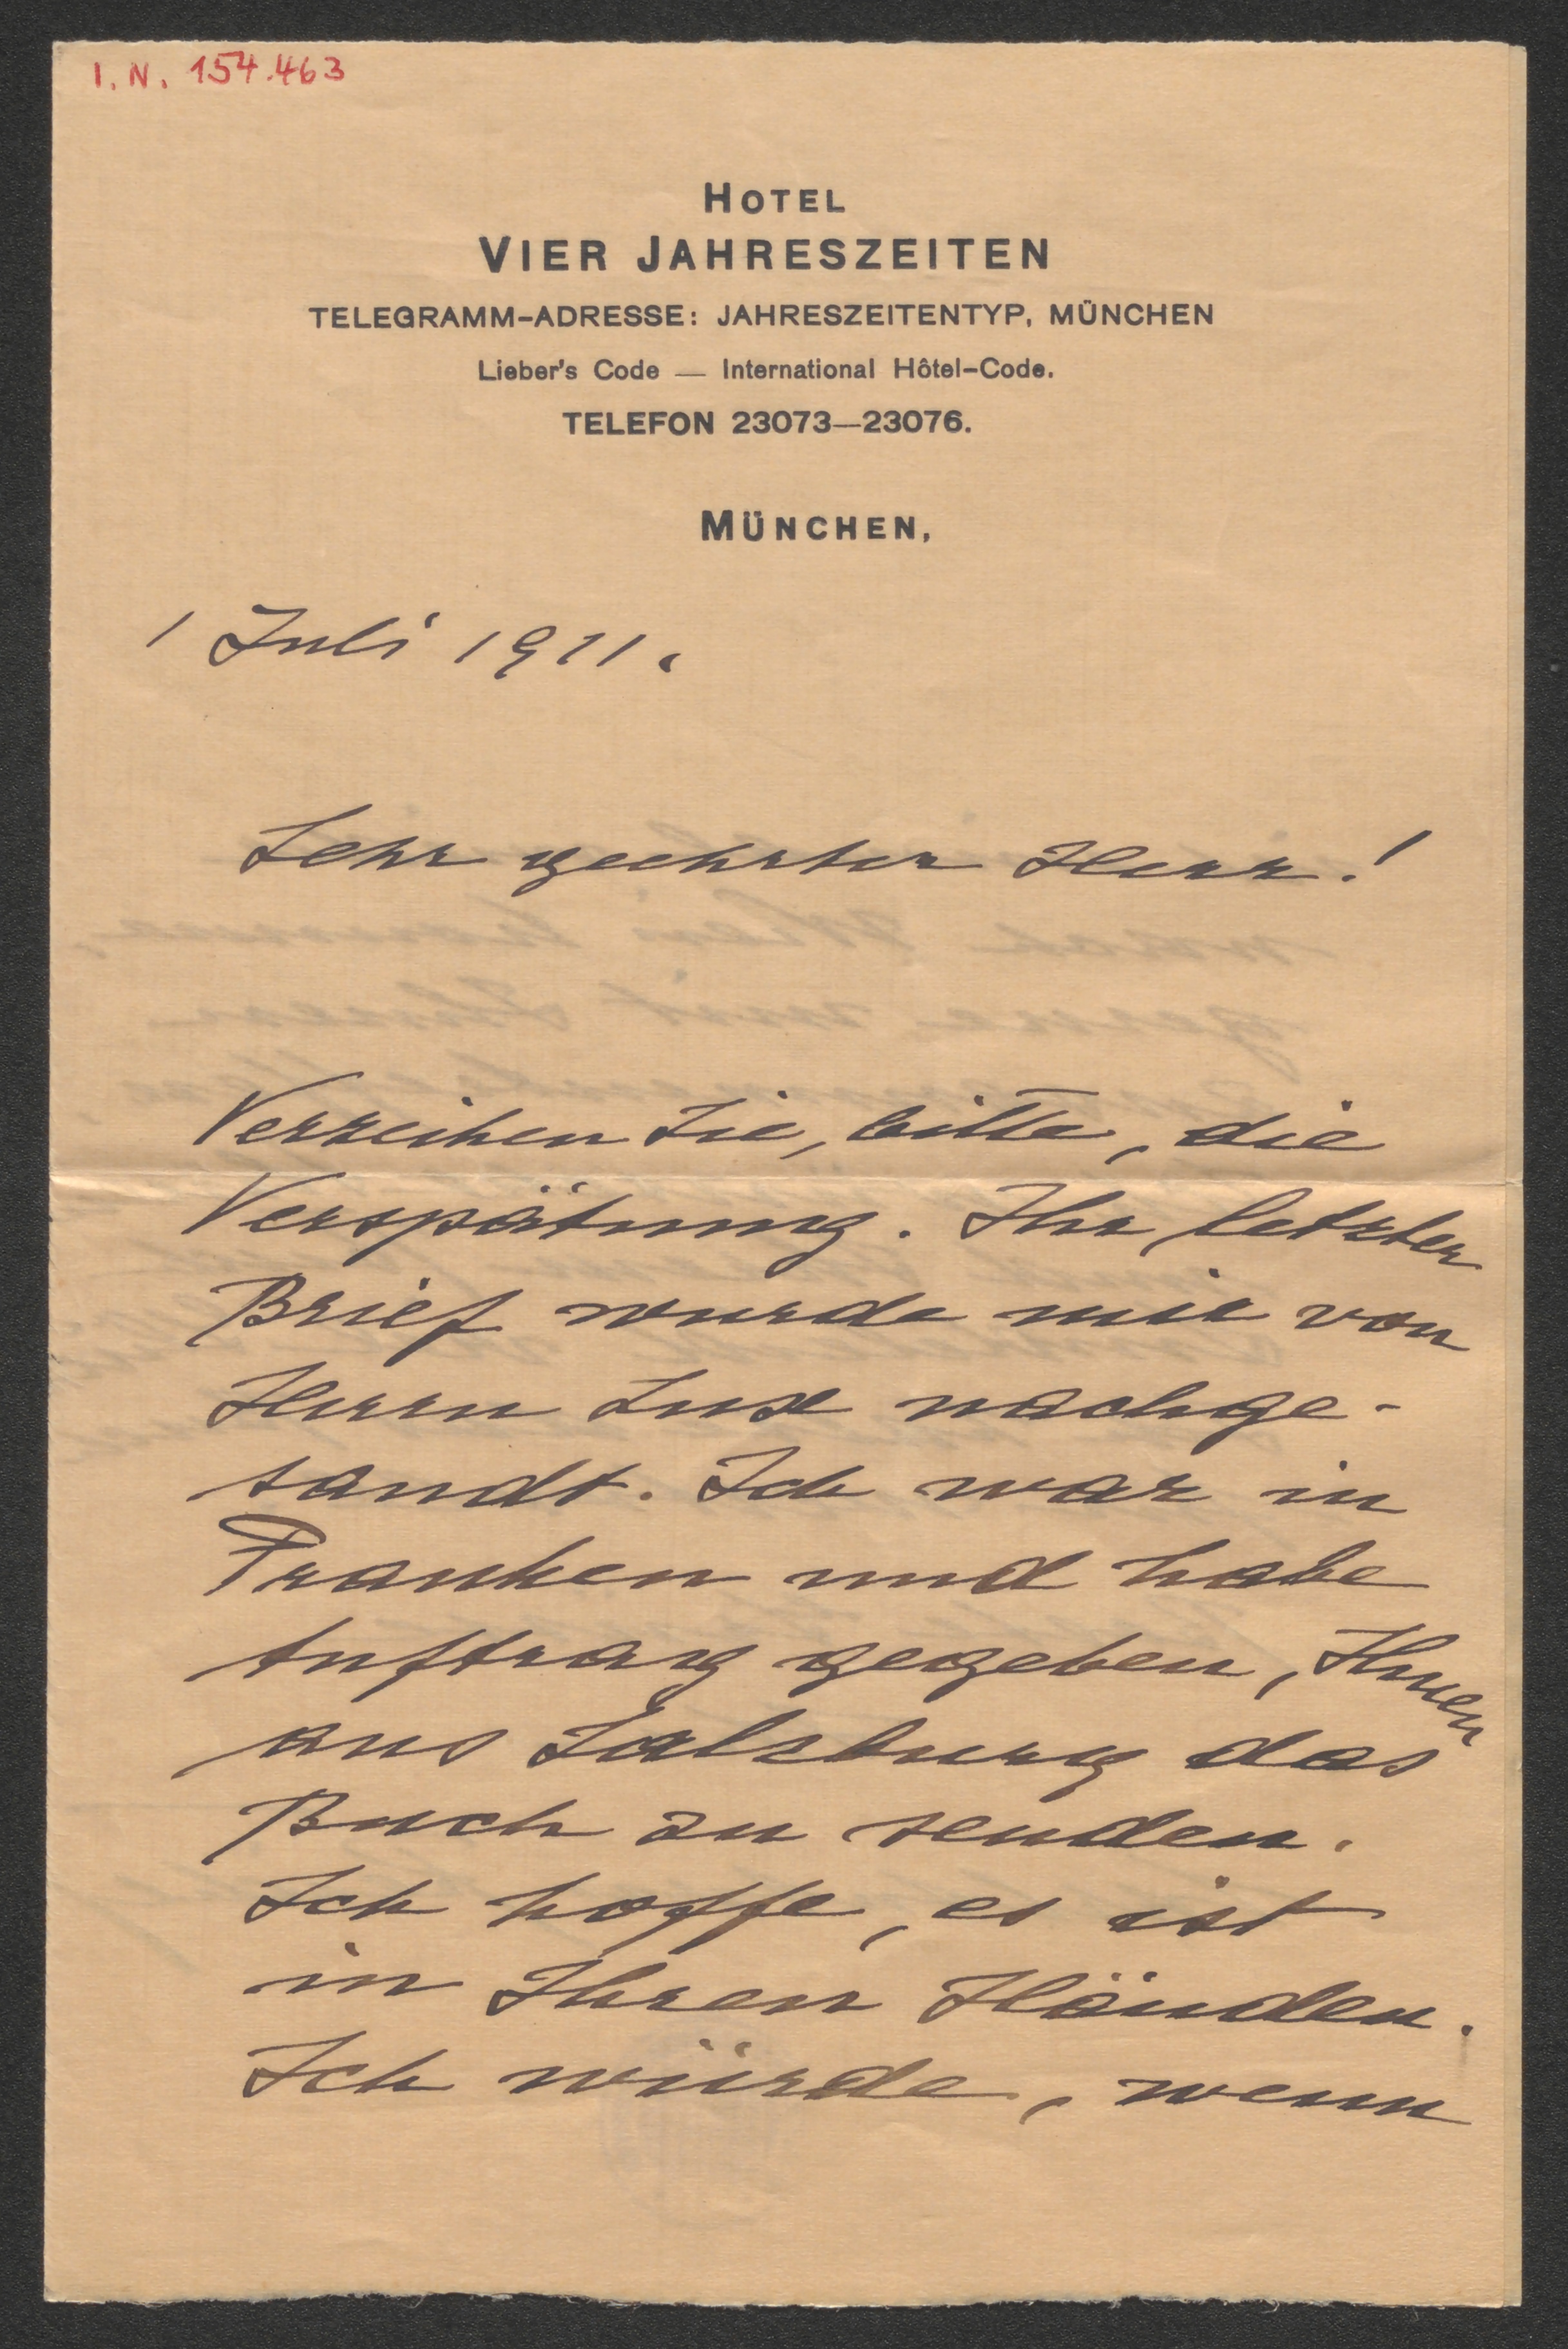 I. N. 154.463
HOTEL
VIER JAHRESZEITEN
TELEGRAMM-ADRESSE: JAHRESZEITENTYP, MÜNCHEN
Lieber's Code — International Hôtel-Code.
TELEFON 23073—23076.
MÜNCHEN,
1 Juli 1911.
Sehr geehrter Herr!
Verzeihen Sie, bitte, die
Verspätung. Ihr letzter
Brief wurde mir von
Herrn Lux nachge-
sandt. Ich war in
Franken und habe
Auftrag gegeben, Ihnen
aus Salzburg das
Buch zu senden.
Ich hoffe, es ist
in Ihren Händen.
Ich würde, wenn